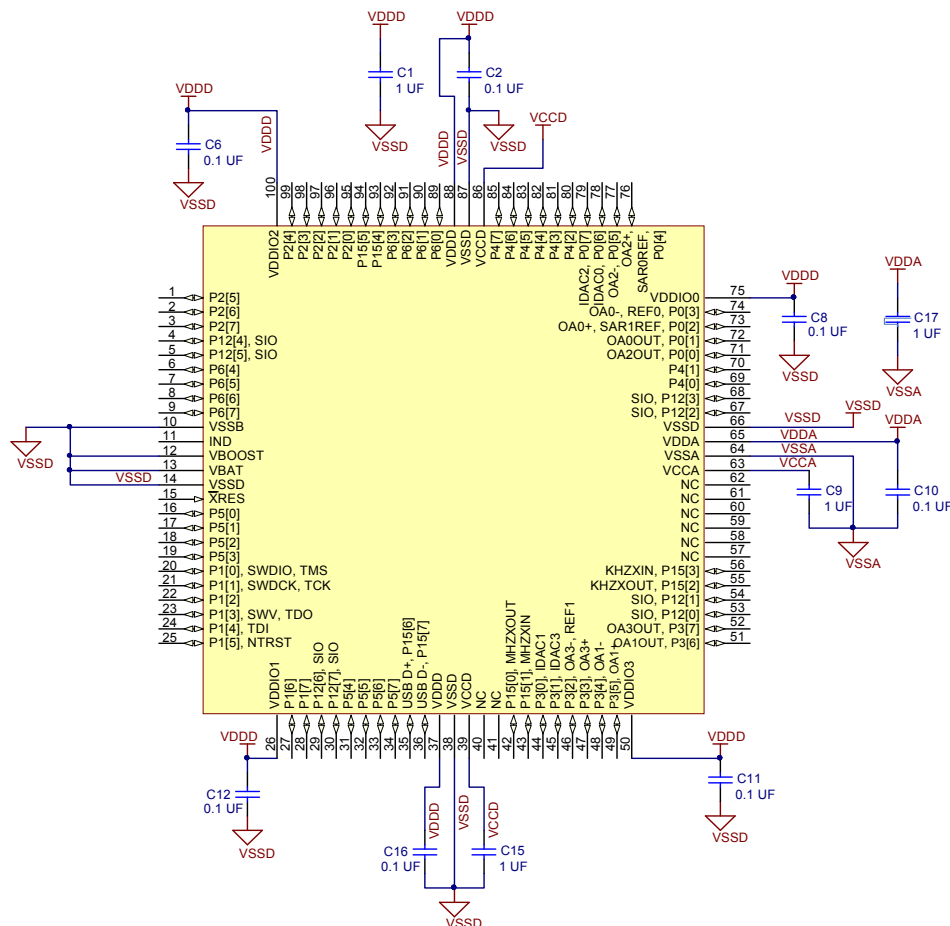 VDDD
VDDD
C1
1 UF
VSSD
C2
0.1 UF
VSSD
VDDD
C6
0.1 UF
VSSD
VDDD
VDDD
VSSD
VCCD
100
99
98
97
96
95
94
93
92
91
90
89
88
87
86
85
84
83
82
81
80
79
78
77
76
VDDIO2
P2[4]
P2[3]
P2[2]
P2[1]
P2[0]
P15[5]
P15[4]
P6[3]
P6[2]
P6[1]
P6[0]
VDDD
VSSD
VCCD
P4[7]
P4[6]
P4[5]
P4[4]
P4[3]
P4[2]
IDAC2, P0[7]
IDAC0, P0[6]
OA2-, P0[5]
OA2+,
SAR0REF, P0[4]
1 P2[5]
2 P2[6]
3 P2[7]
4 P12[4], SIO
5 P12[5], SIO
6 P6[4]
7 P6[5]
8 P6[6]
9 P6[7]
10 VSSB
11 IND
12 VBOOST
13 VBAT
VSSD 14 VSSD
15 XRES
16 P5[0]
17 P5[1]
18 P5[2]
19 P5[3]
20 P1[0], SWDIO, TMS
21 P1[1], SWDCK, TCK
22 P1[2]
23 P1[3], SWV, TDO
24 P1[4], TDI
25 P1[5], NTRST
VSSD
VDDIO0 75
OA0-, REF0, P0[3] 74
OA0+, SAR1REF, P0[2] 73
OA0OUT, P0[1] 72
OA2OUT, P0[0] 71
P4[1] 70
P4[0] 69
SIO, P12[3] 68
SIO, P12[2] 67
VSSD 66 VSSD
VDDA 65 VDDA
VSSA 64 VSSA
VCCA 63 VCCA
NC 62
NC 61
NC 60
NC 59
NC 58
NC 57
KHZXIN, P15[3] 56
KHZXOUT, P15[2] 55
SIO, P12[1] 54
SIO, P12[0] 53
OA3OUT, P3[7] 52
OA1OUT, P3[6] 51
VDDD
C8
0.1 UF
VSSD
VDDA
C17
1 UF
VSSA
VSSD
VDDA
C9
1 UF
C10
0.1 UF
VSSA
VDDIO1
P1[6]
P1[7]
P12[6], SIO
P12[7], SIO
P5[4]
P5[5]
P5[6]
P5[7]
USB D+, P15[6]
USB D-, P15[7]
VDDD
VSSD
VCCD
NC
NC
P15[0], MHZXOUT
P15[1], MHZXIN
P3[0], IDAC1
P3[1], IDAC3
P3[2], OA3-, REF1
P3[3], OA3+
P3[4], OA1-
P3[5], OA1+
VDDIO3
26
27
28
29
30
31
32
33
34
35
36
37
38
39
40
41
42
43
44
45
46
47
48
49
50
VDDD
C12
0.1 UF
VSSD
VDDD
VSSD
VCCD
C16
0.1 UF
C15
1 UF
VSSD
VDDD
C11
0.1 UF
VSSD